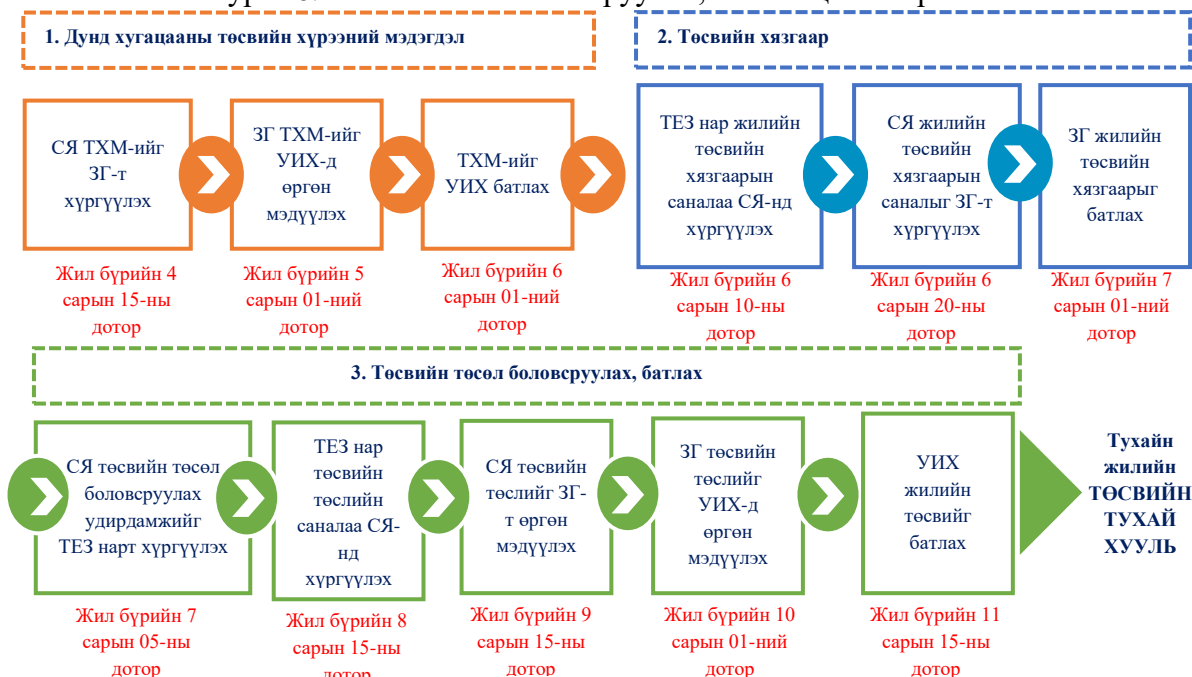 1. Дунд хугацааны төсвийн хүрээний мэдэгдэл
2. Төсвийн хязгаар
СЯ ТХМ-ийг
ЗГ-т
хүргүүлэх
ЗГ ТХМ-ийг
УИХ-д
өргөн
мэдүүлэх
ТХМ-ийг
УИХ батлах
ТЕЗ нар жилийн
төсвийн
хязгаарын
саналаа СЯ-нд
хүргүүлэх
СЯ жилийн
төсвийн
хязгаарын
саналыг ЗГ-т
хүргүүлэх
ЗГ жилийн
төсвийн
хязгаарыг
батлах
Жил бүрийн 4
сарын 15-ны
дотор
Жил бүрийн 5
сарын 01-ний
дотор
Жил бүрийн 6
сарын 01-ний
дотор
Жил бүрийн 6
сарын 10-ны
дотор
Жил бүрийн 6
сарын 20-ны
дотор
Жил бүрийн 7
сарын 01-ний
дотор
3. Төсвийн төсөл боловсруулах, батлах
СЯ төсвийн төсөл
боловсруулах
удирдамжийг
ТЕЗ нарт хүргүүлэх
ТЕЗ нар
төсвийн
төслийн
саналаа СЯ-
нд
хүргүүлэх
СЯ төсвийн
төслийг ЗГ-
т өргөн
мэдүүлэх
ЗГ төсвийн
төслийг
УИХ-д
өргөн
мэдүүлэх
УИХ
жилийн
төсвийг
батлах
Тухайн
жилийн
ТӨСВИЙН
ТУХАЙ
ХУУЛЬ
Жил бүрийн 7
сарын 05-ны
дотор
Жил бүрийн 8
сарын 15-ны
дотор
Жил бүрийн 9
сарын 15-ны
дотор
Жил бүрийн 10
сарын 01-ний
дотор
Жил бүрийн 11
сарын 15-ны
дотор